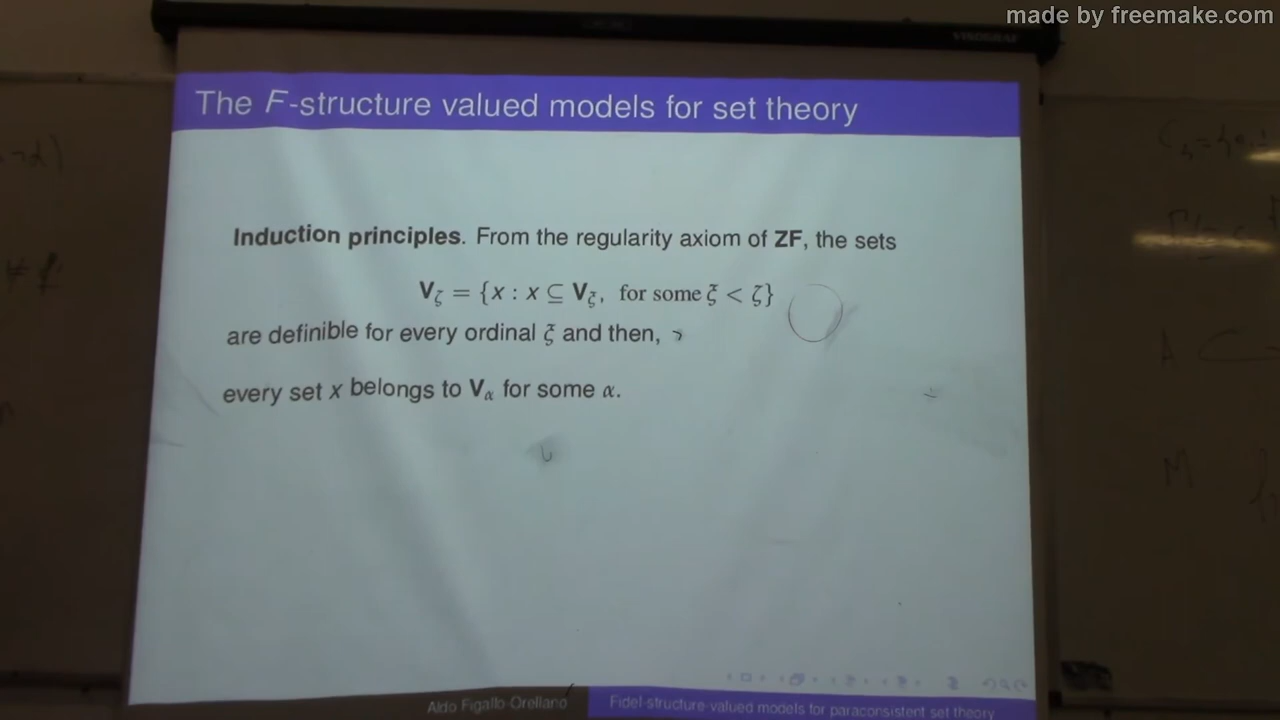 made by freemake.com
VISOGRAF
The F-structure valued models for set theory
Induction principles. From the regularity axiom of ZF, the sets
V_ζ = {x : x ⊆ V_ξ, for some ξ < ζ}
are definible for every ordinal ξ and then,
every set x belongs to V_α for some α.
Aldo Figallo-Orellano
Fidel-structure valued models for paraconsistent set theory